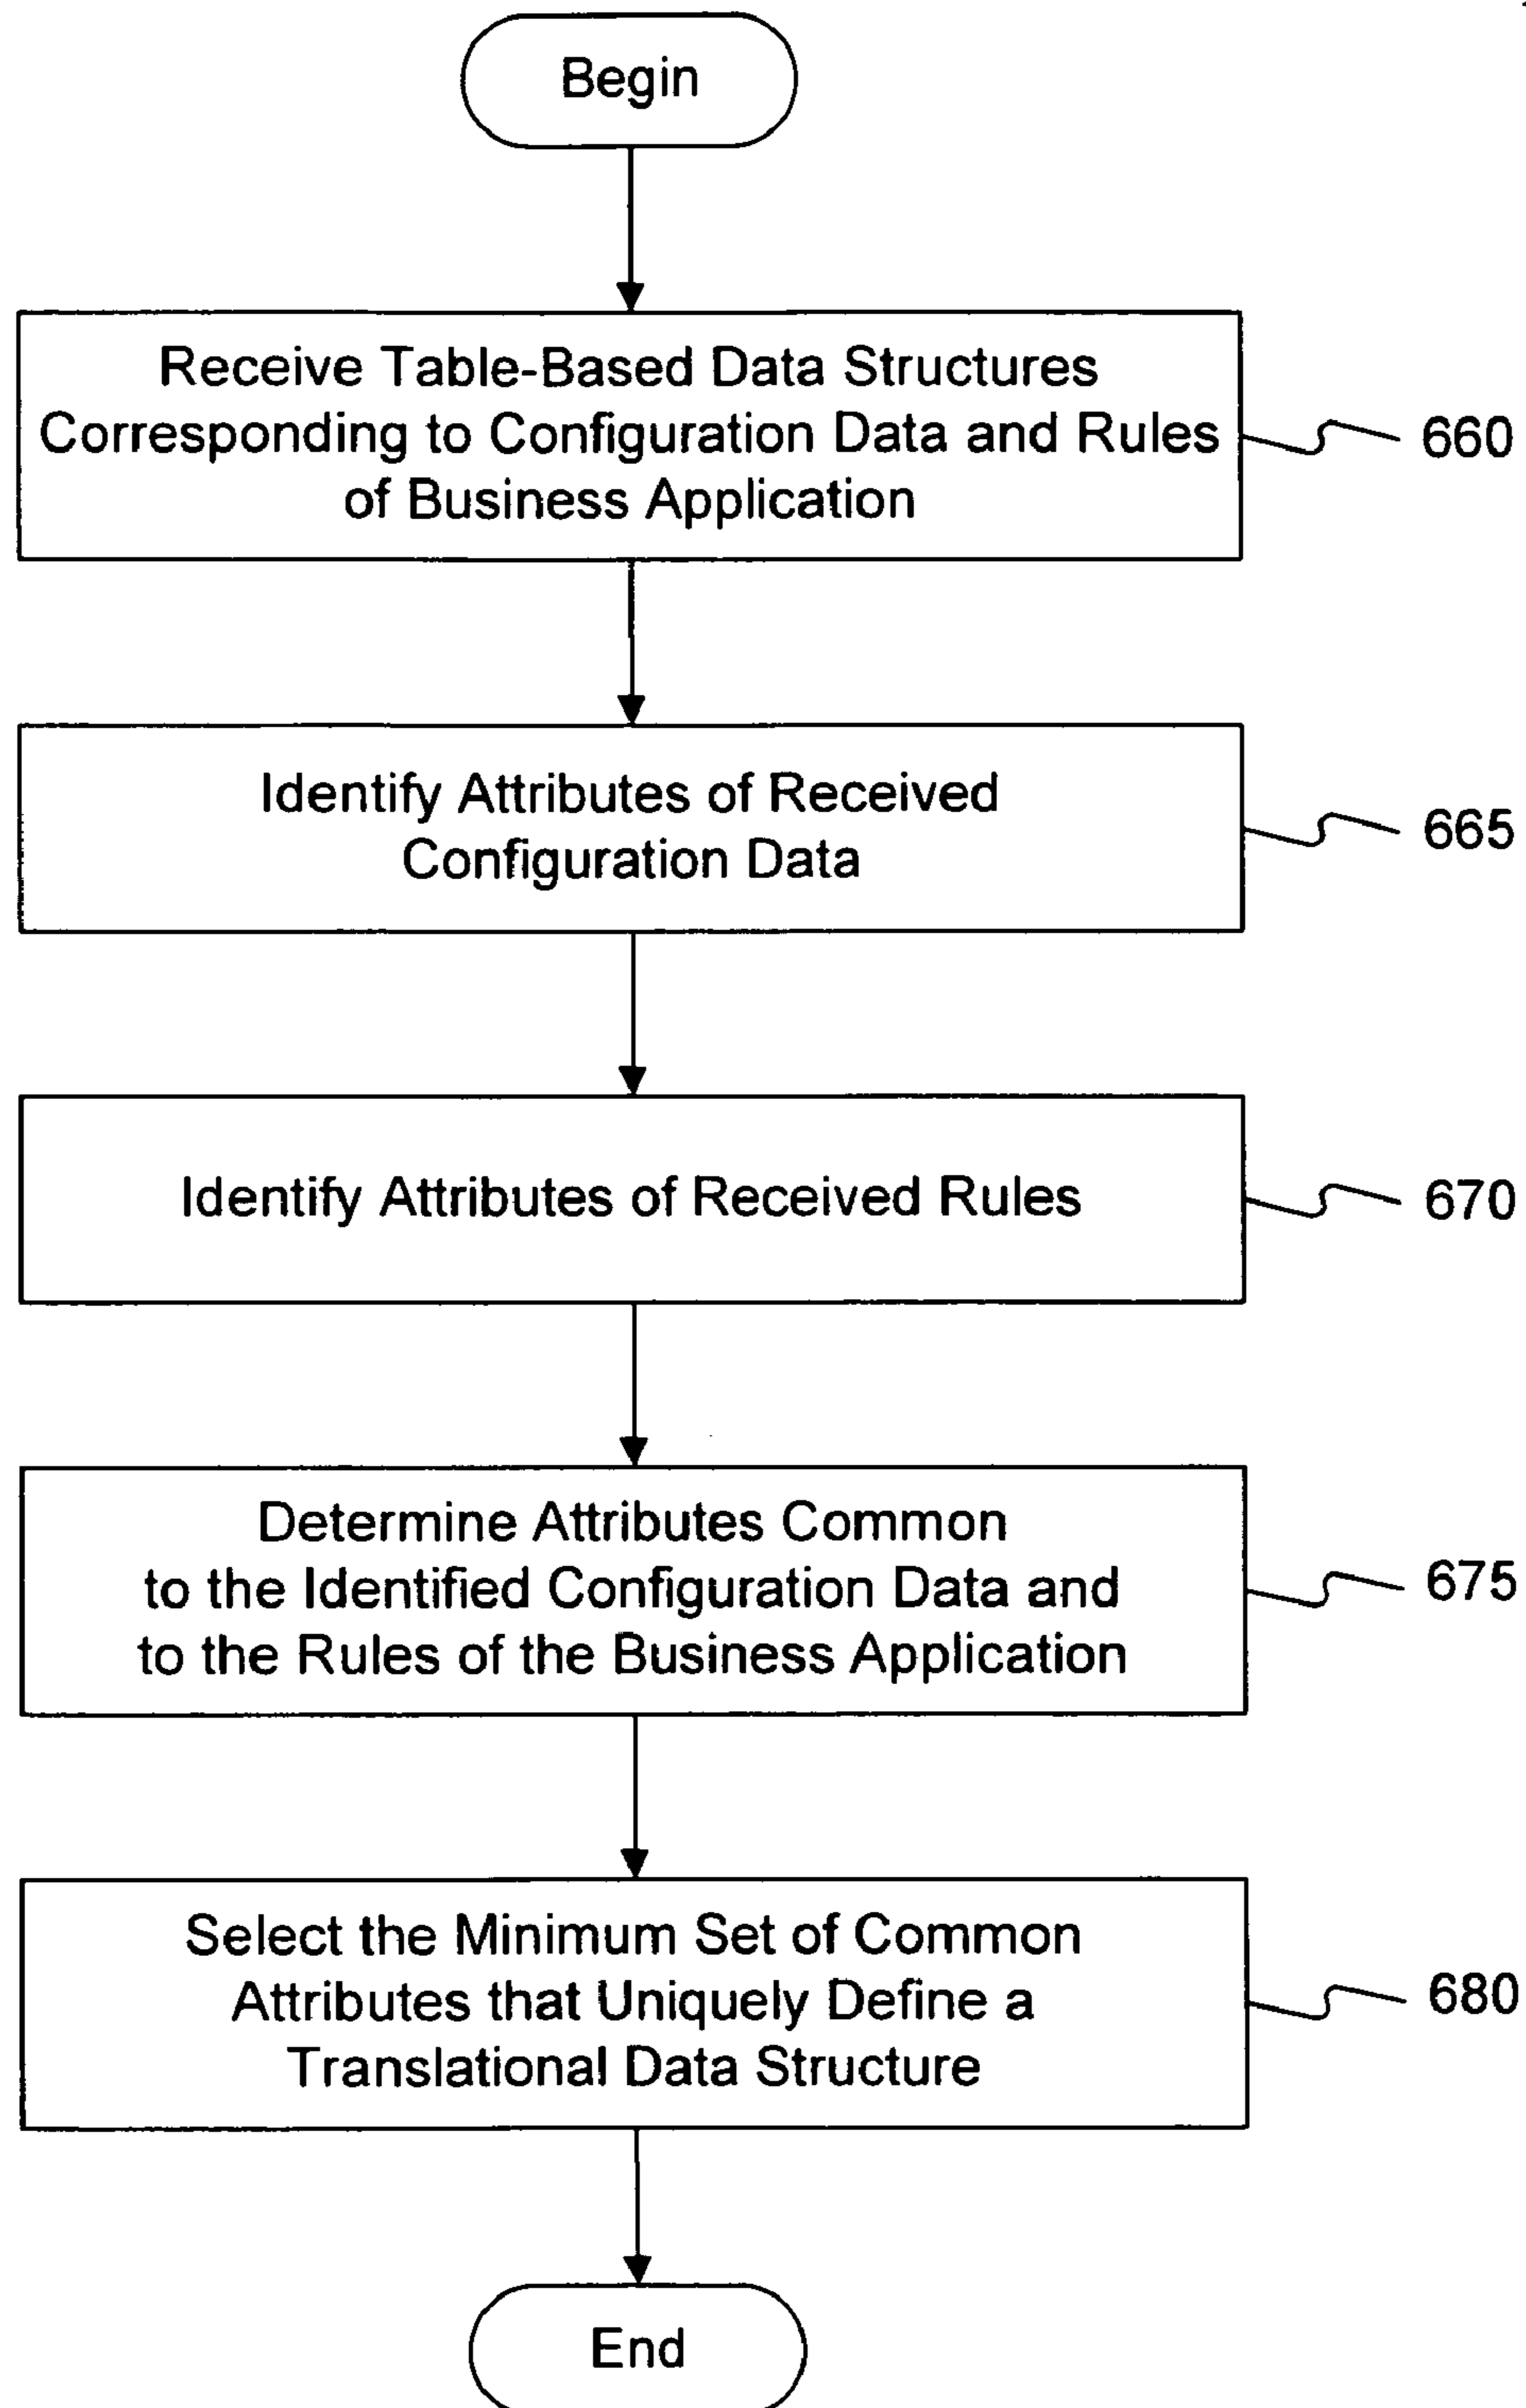 Begin
Receive Table-Based Data Structures
Corresponding to Configuration Data and Rules
of Business Application
660
Identify Attributes of Received
Configuration Data
665
Identify Attributes of Received Rules
670
Determine Attributes Common
to the Identified Configuration Data and
to the Rules of the Business Application
675
Select the Minimum Set of Common
Attributes that Uniquely Define a
Translational Data Structure
680
End